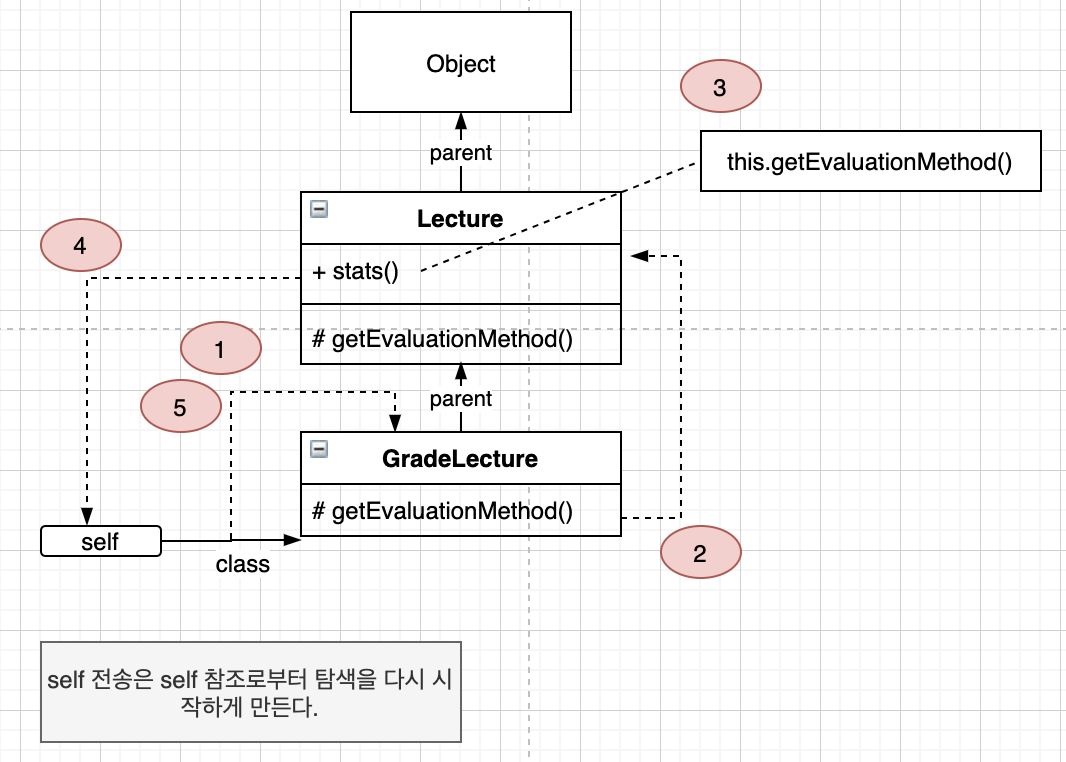 Object
3
parent
this.getEvaluationMethod()
Lecture
4
+ stats()
1
# getEvaluationMethod()
5
parent
GradeLecture
# getEvaluationMethod()
self
class
2
self 전송은 self 참조로부터 탐색을 다시 시
작하게 만든다.